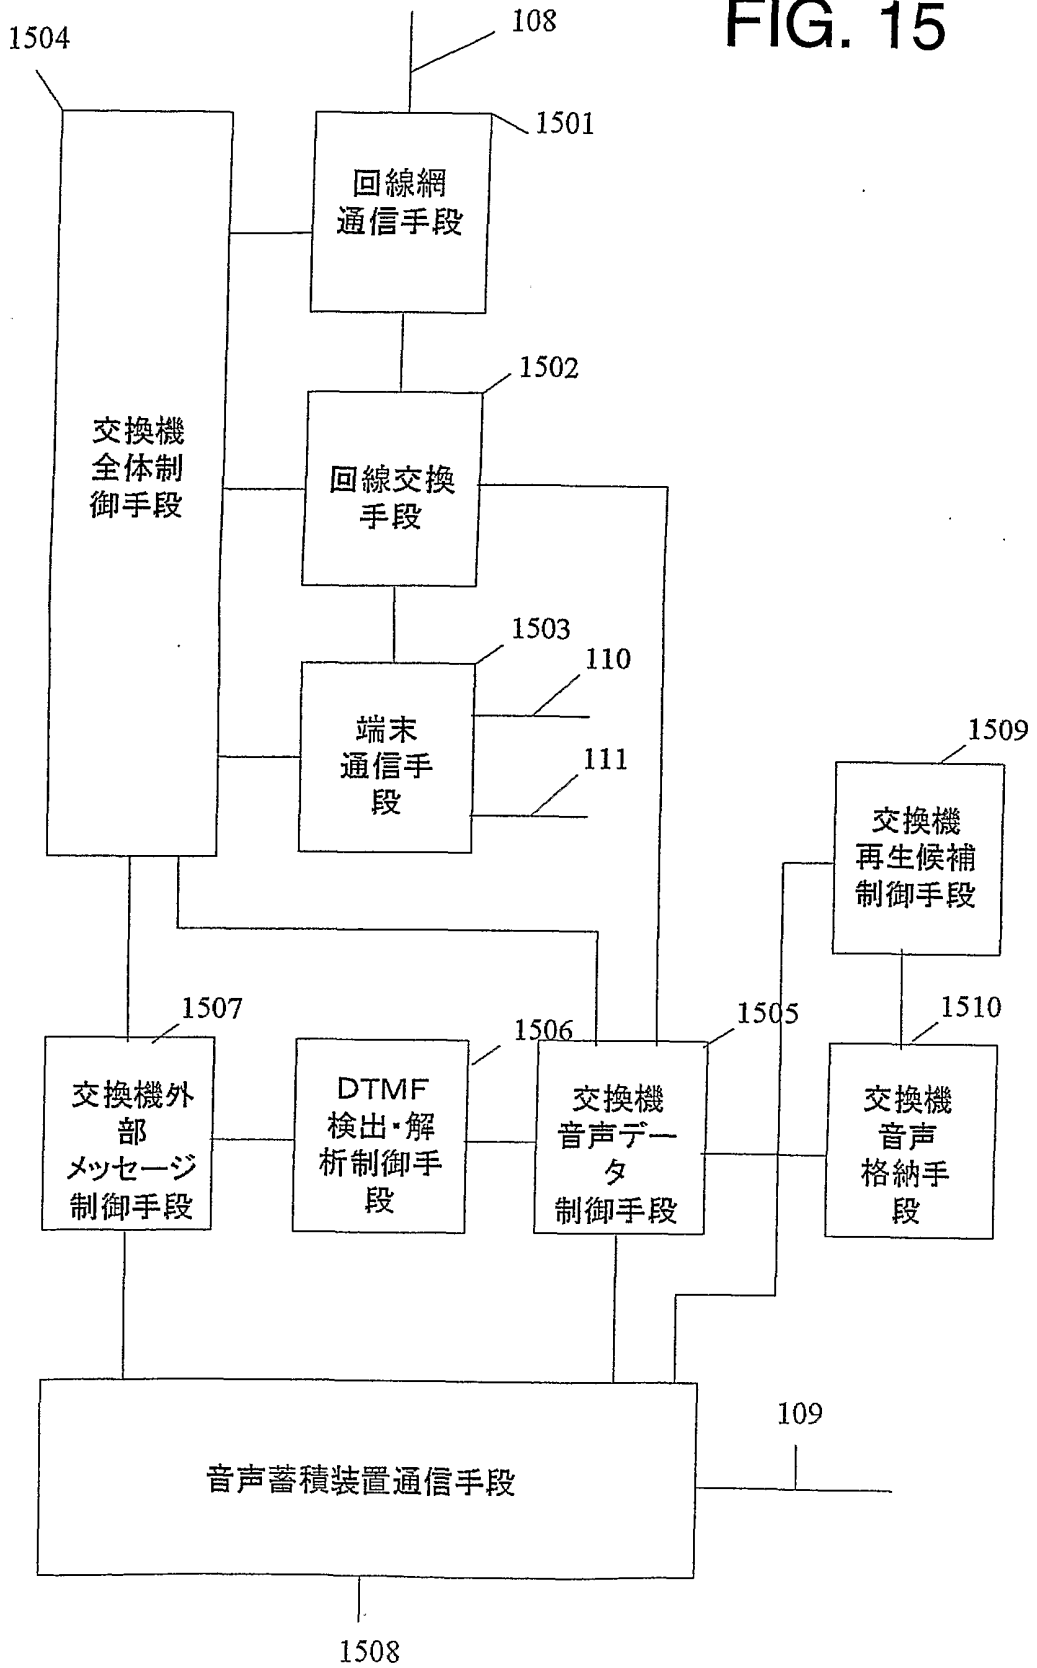 FIG. 15
1504
108
1501
回線網
通信手段
1502
交換機
全体制
御手段
回線交換
手段
1503
110
端末
通信手
段
111
1509
交換機
再生候補
制御手段
1507
1506
1505
1510
交換機外
部
メッセージ
制御手段
DTMF
検出・解
析制御手
段
交換機
音声デー
タ
制御手段
交換機
音声
格納手
段
109
音声蓄積装置通信手段
1508